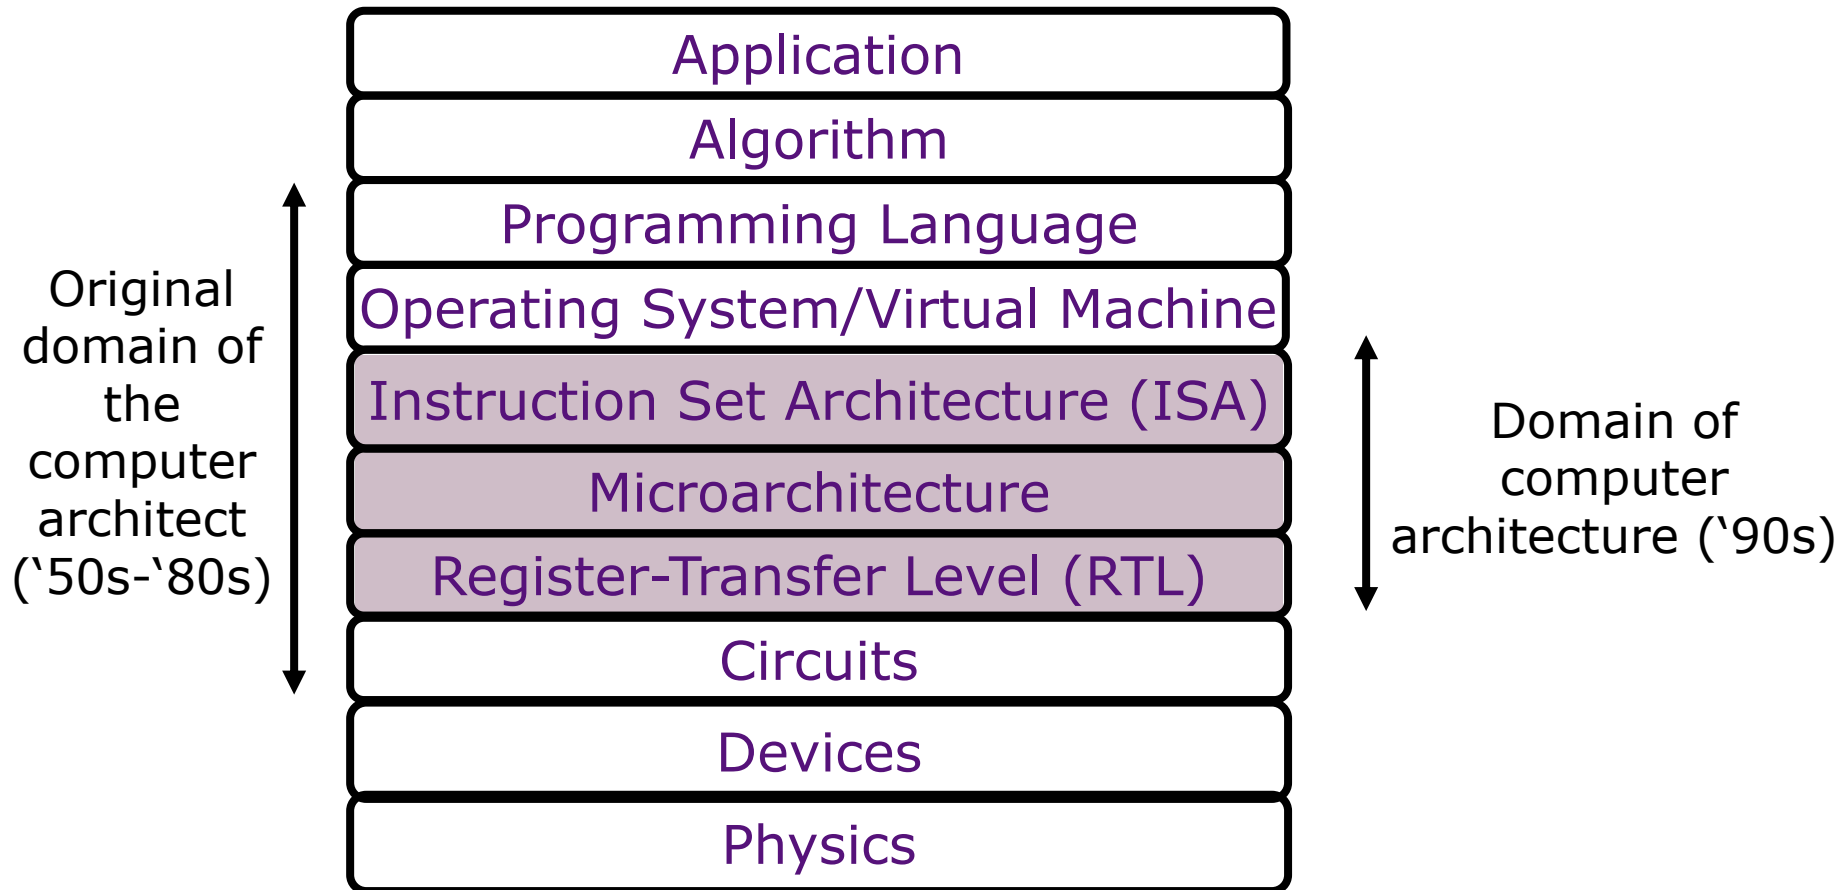 Application
Algorithm
Programming Language
Operating System/Virtual Machine
Instruction Set Architecture (ISA)
Microarchitecture
Register-Transfer Level (RTL)
Circuits
Devices
Physics
Original
domain of
the
computer
architect
(‘50s-‘80s)
Domain of
computer
architecture (‘90s)